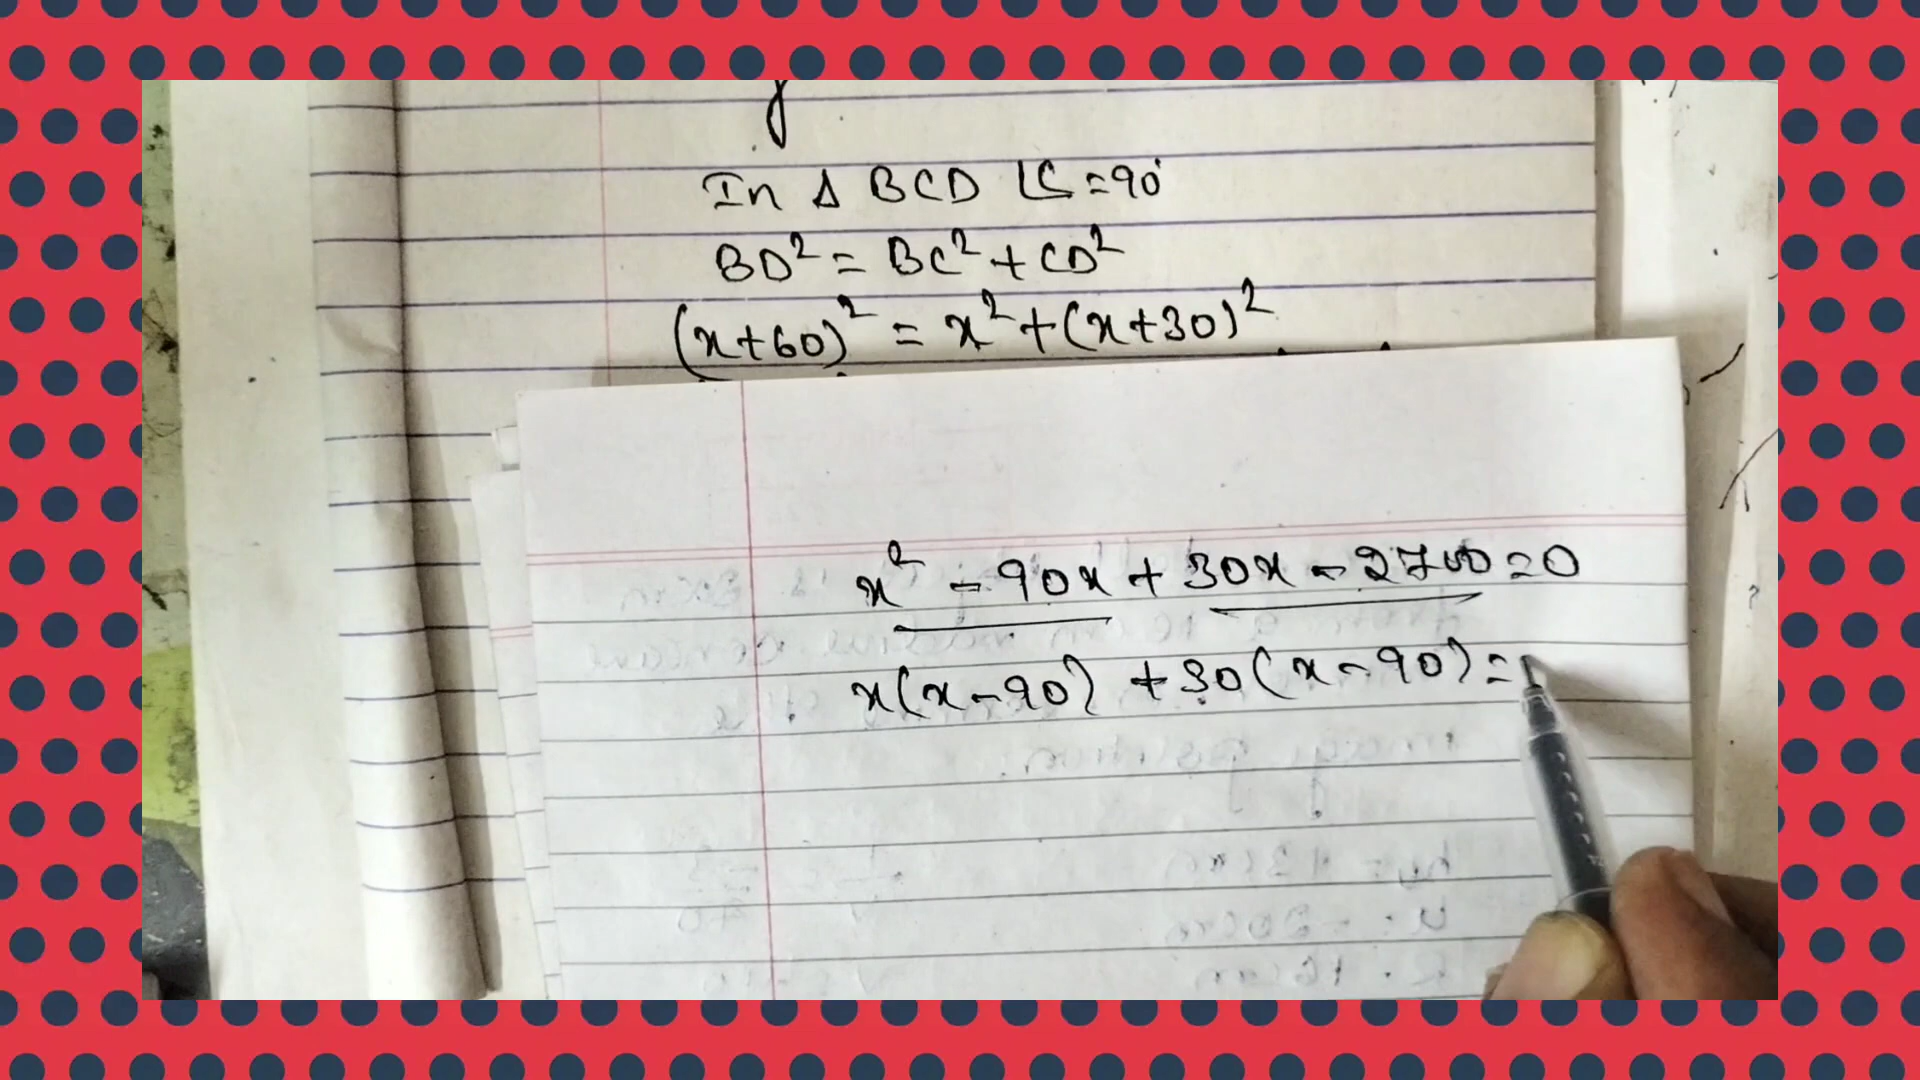 In Δ BCD ∠C = 90°
BD² = BC² + CD²
(x+60)² = x² + (x+30)²
x² - 90x + 30x - 2700 = 0
x(x-90) + 30(x-90) =